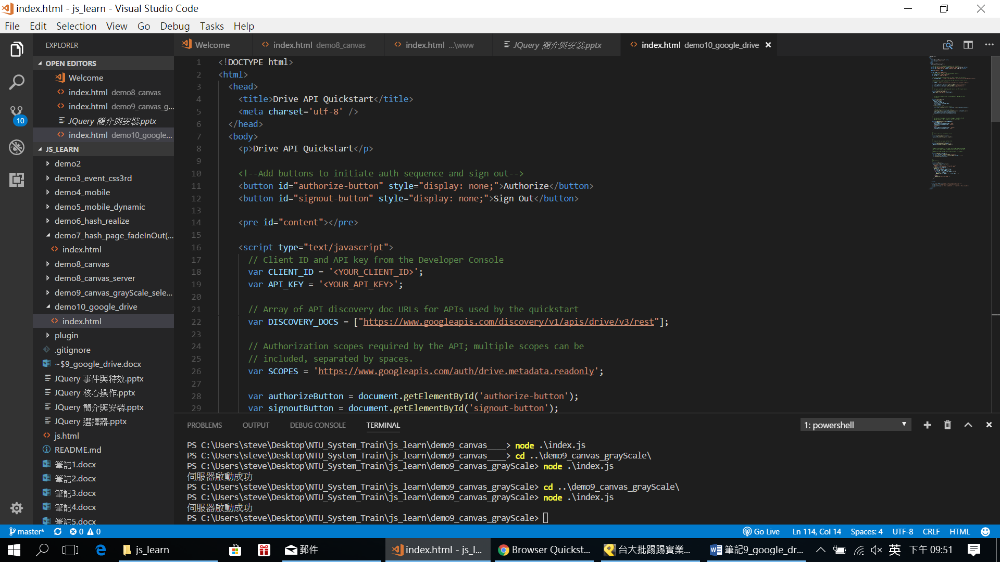 index.html - js_learn - Visual Studio Code
File Edit Selection View Go Debug Tasks Help
EXPLORER
OPEN EDITORS
Welcome
index.html demo8_canvas
index.html demo9_canvas_g...
JQuery 簡介與安裝.pptx
index.html demo10_google...
10
JS_LEARN
demo2
demo3_event_css3rd
demo4_mobile
demo5_mobile_dynamic
demo6_hash_realize
demo7_hash_page_fadeInOut(...
index.html
demo8_canvas
demo8_canvas_server
demo9_canvas_grayScale_sele...
demo10_google_drive
index.html
plugin
.gitignore
~$9_google_drive.docx
JQuery 事件與特效.pptx
JQuery 核心操作.pptx
JQuery 簡介與安裝.pptx
JQuery 選擇器.pptx
js.html
README.md
筆記1.docx
筆記2.docx
筆記3.docx
筆記4.docx
筆記5.docx
Welcome index.html demo8_canvas index.html ...\www JQuery 簡介與安裝.pptx index.html demo10_google_drive
1 <!DOCTYPE html>
2 <html>
3 <head>
4 <title>Drive API Quickstart</title>
5 <meta charset='utf-8' />
6 </head>
7 <body>
8 <p>Drive API Quickstart</p>
9
10 <!--Add buttons to initiate auth sequence and sign out-->
11 <button id="authorize-button" style="display: none;">Authorize</button>
12 <button id="signout-button" style="display: none;">Sign Out</button>
13
14 <pre id="content"></pre>
15
16 <script type="text/javascript">
17 // Client ID and API key from the Developer Console
18 var CLIENT_ID = '<YOUR_CLIENT_ID>';
19 var API_KEY = '<YOUR_API_KEY>';
20
21 // Array of API discovery doc URLs for APIs used by the quickstart
22 var DISCOVERY_DOCS = ["https://www.googleapis.com/discovery/v1/apis/drive/v3/rest"];
23
24 // Authorization scopes required by the API; multiple scopes can be
25 // included, separated by spaces.
26 var SCOPES = 'https://www.googleapis.com/auth/drive.metadata.readonly';
27
28 var authorizeButton = document.getElementById('authorize-button');
29 var signoutButton = document.getElementById('signout-button');
PROBLEMS OUTPUT DEBUG CONSOLE TERMINAL 1: powershell
PS C:\Users\steve\Desktop\NTU_System_Train\js_learn\demo9_canvas____> node .\index.js
PS C:\Users\steve\Desktop\NTU_System_Train\js_learn\demo9_canvas____> cd ..\demo9_canvas_grayScale\
PS C:\Users\steve\Desktop\NTU_System_Train\js_learn\demo9_canvas_grayScale> node .\index.js
伺服器啟動成功
PS C:\Users\steve\Desktop\NTU_System_Train\js_learn\demo9_canvas_grayScale> cd ..\demo9_canvas_grayScale\
PS C:\Users\steve\Desktop\NTU_System_Train\js_learn\demo9_canvas_grayScale> node .\index.js
伺服器啟動成功
PS C:\Users\steve\Desktop\NTU_System_Train\js_learn\demo9_canvas_grayScale>
master* 0 0 Go Live Ln 114, Col 14 Spaces: 4 UTF-8 CRLF HTML
js_learn 郵件 index.html - js_l... Browser Quickst... 台大批踢踢實業... 筆記9_google_dr... 英 下午 09:51